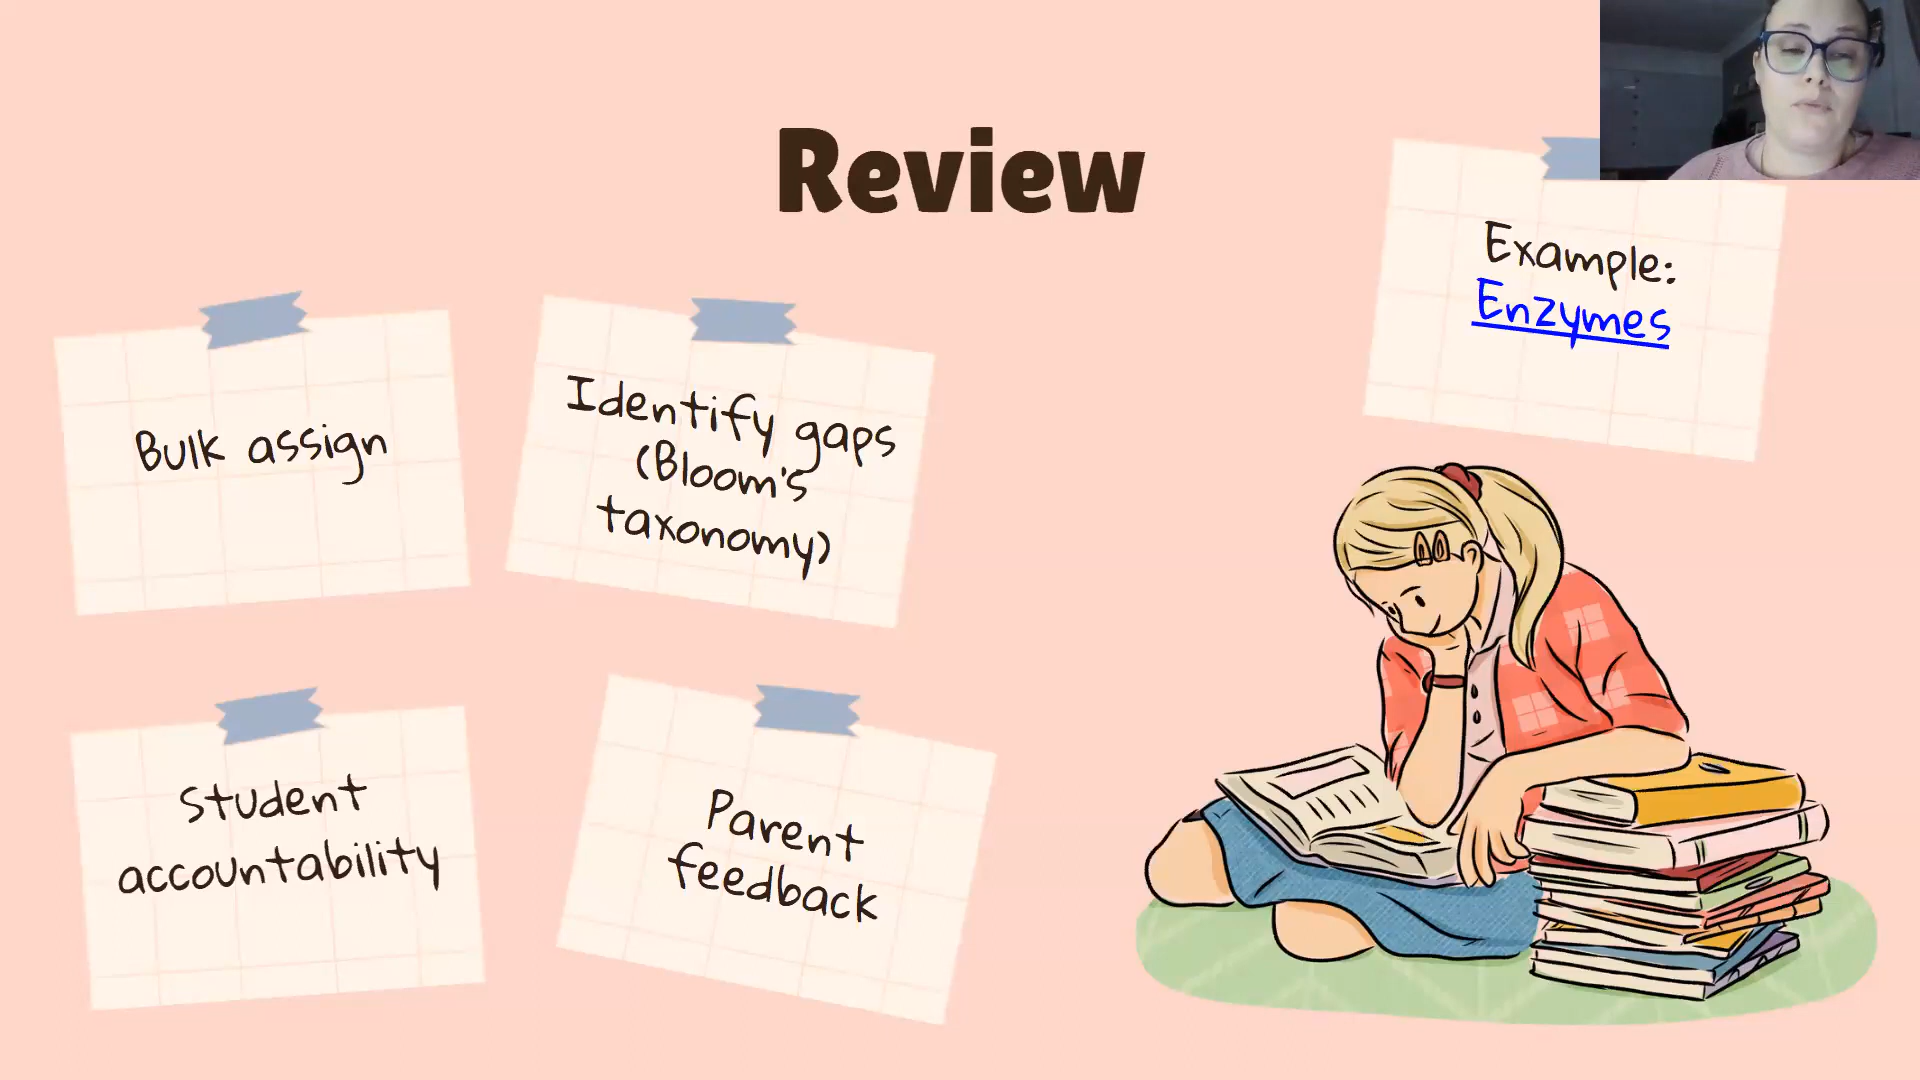 Review
Example:
Enzymes
Bulk assign
Identify gaps
(Bloom's
taxonomy)
Student
accountability
Parent
feedback